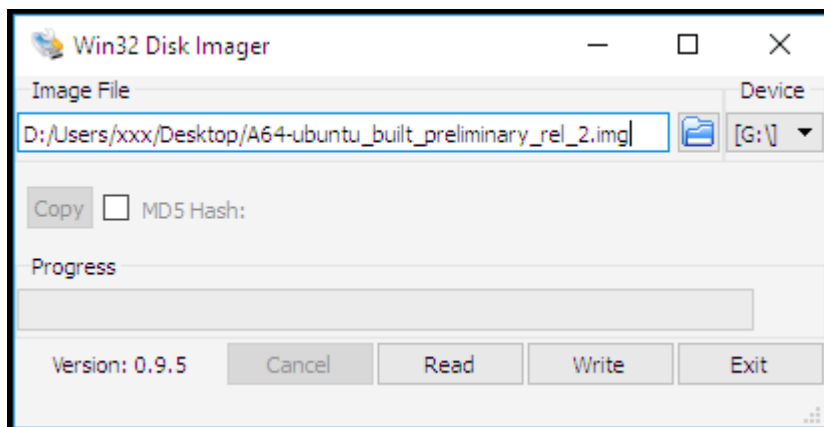 Win32 Disk Imager
Image File Device
D:/Users/xxx/Desktop/A64-ubuntu_built_preliminary_rel_2.img [G:\]
Copy MD5 Hash:
Progress
Version: 0.9.5 Cancel Read Write Exit